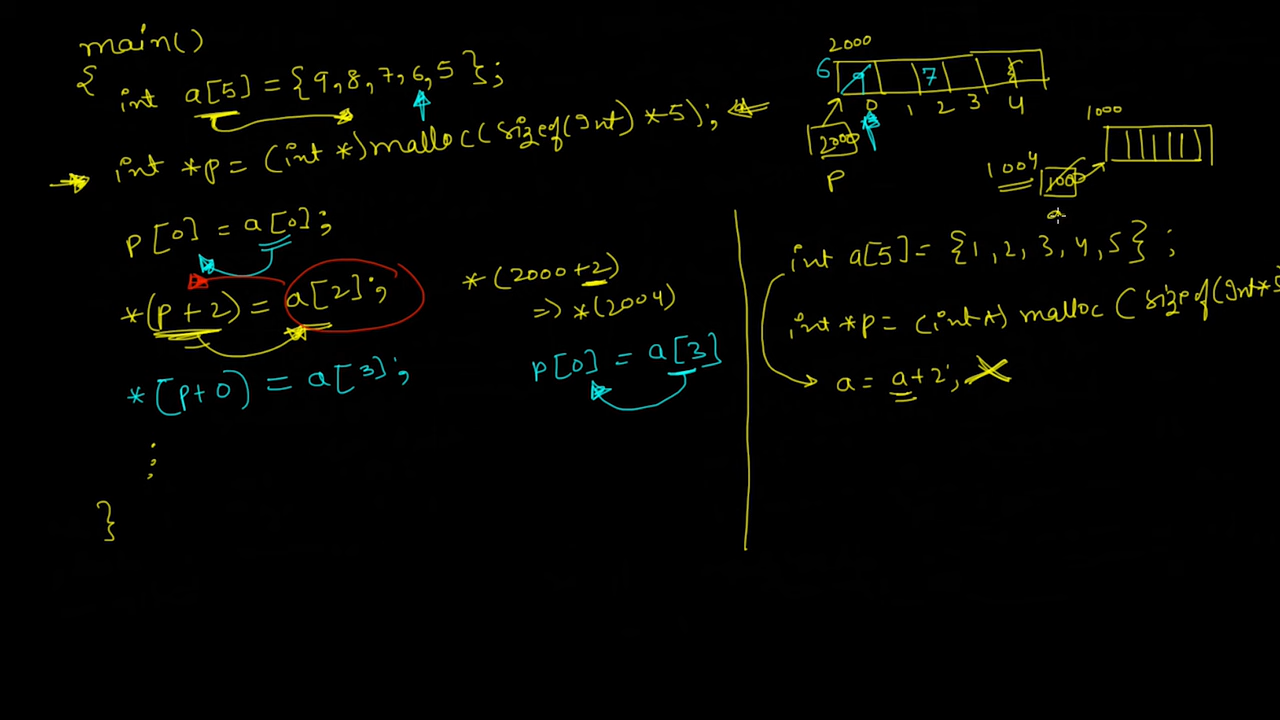 main()
{ int a[5] = {9, 8, 7, 6, 5};
int *p = (int *) malloc(sizeof(Int) * 5);
p[0] = a[0];
*(p + 2) = a[2];
*(p+0) = a[3];
:
}
*(2000+2)
=> *(2004)
p[0] = a[3]
2000
6 9 7
0 1 2 3 4
2000
p
1000
1004 1000
a
int a[5] = {1, 2, 3, 4, 5};
int *p = (int *) malloc (sizeof(Int*5
a = a+2;